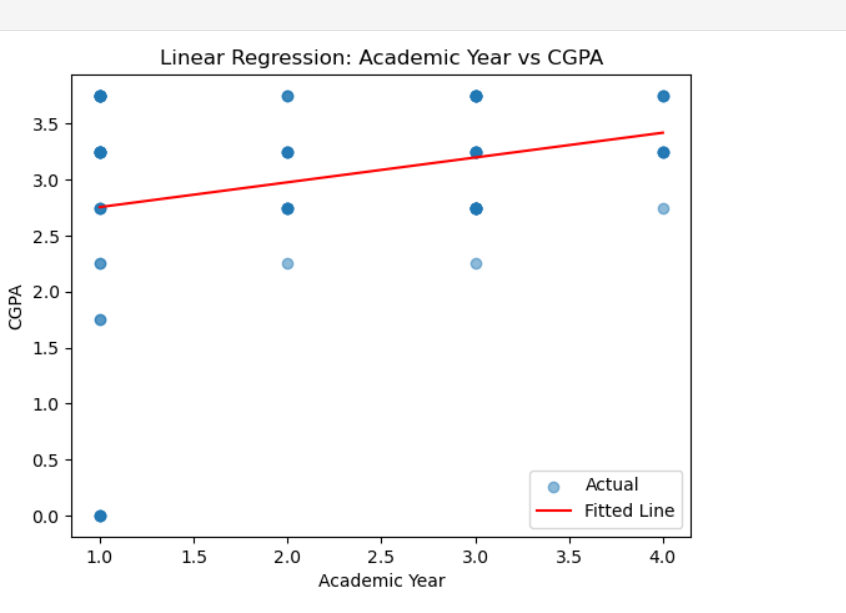 Linear Regression: Academic Year vs CGPA
3.5
3.0
2.5
2.0
1.5
1.0
0.5
0.0
CGPA
Actual
Fitted Line
1.0 1.5 2.0 2.5 3.0 3.5 4.0
Academic Year